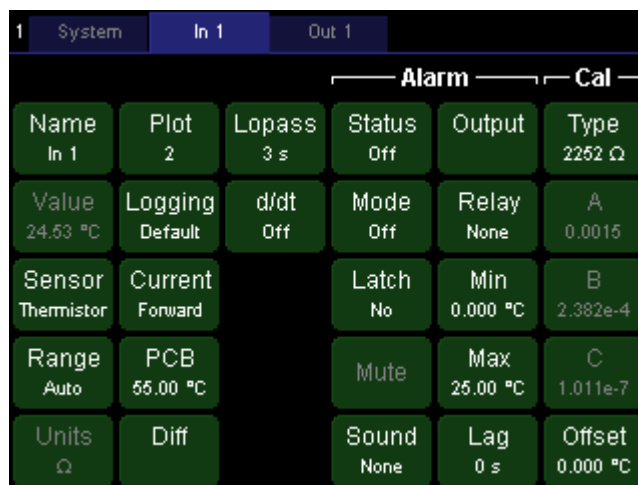 1 System In 1 Out 1
Alarm Cal
Name Plot Lopass Status Output Type
In 1 2 3 s Off 2252 Ω
Value Logging d/dt Mode Relay A
24.53 °C Default Off Off None 0.0015
Sensor Current Latch Min B
Thermistor Forward No 0.000 °C 2.382e-4
Range PCB Mute Max C
Auto 55.00 °C 25.00 °C 1.011e-7
Units Diff Sound Lag Offset
Ω None 0 s 0.000 °C